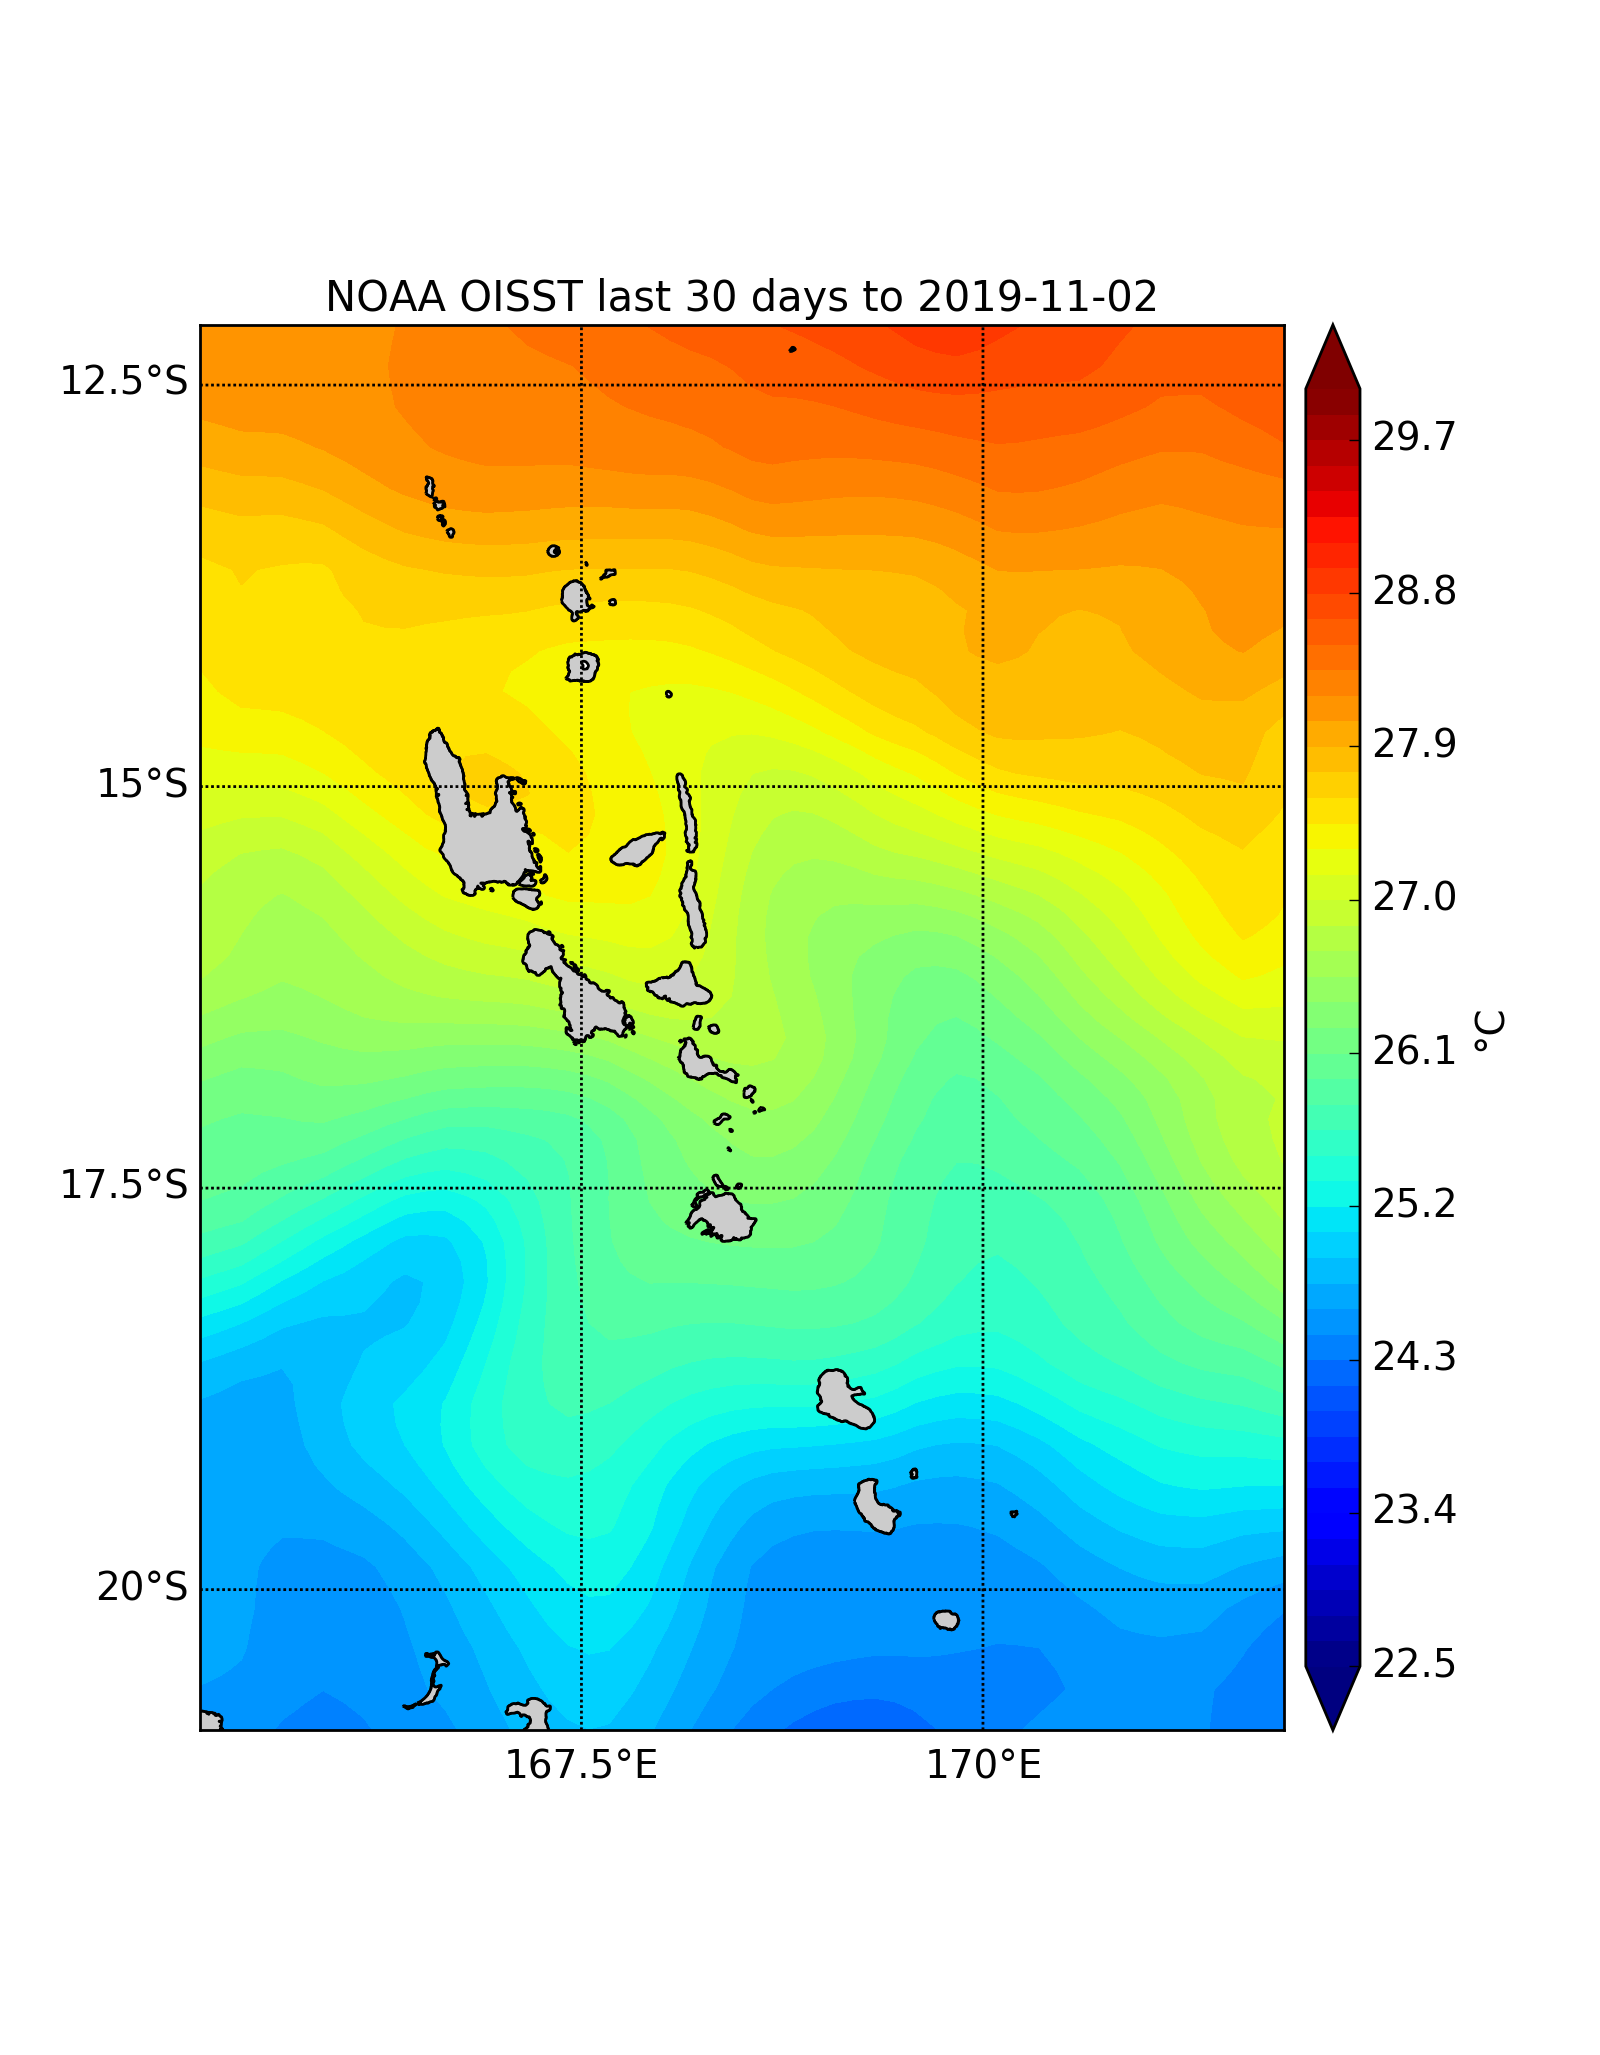 NOAA OISST last 30 days to 2019-11-02
12.5°S
15°S
17.5°S
20°S
167.5°E
170°E
29.7
28.8
27.9
27.0
26.1
25.2
24.3
23.4
22.5
°C